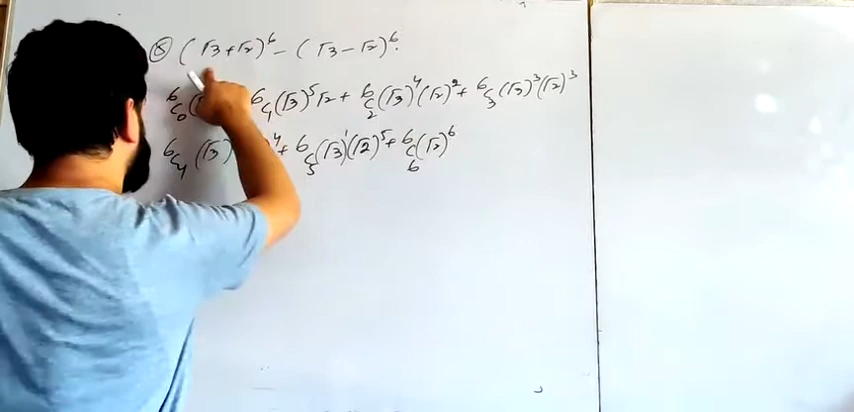 ⑧ (√3+√2)⁶ − (√3−√2)⁶.
⁶C₀(√ ⁶C₁(√3)⁵√2 + ⁶C₂(√3)⁴(√2)² + ⁶C₃(√3)³(√2)³
⁶C₄(√3) ⁴ + ⁶C₅(√3)¹(√2)⁵ + ⁶C₆(√2)⁶